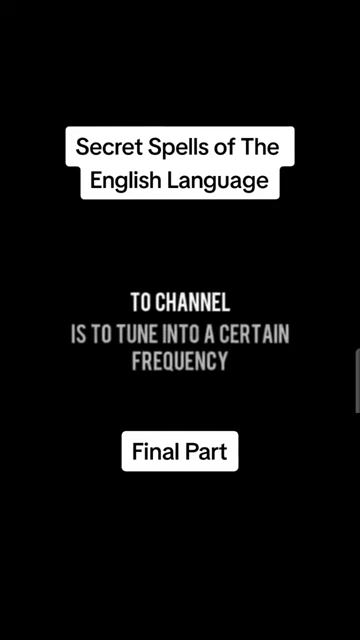 Secret Spells of The
English Language
TO CHANNEL
IS TO TUNE INTO A CERTAIN
FREQUENCY
Final Part